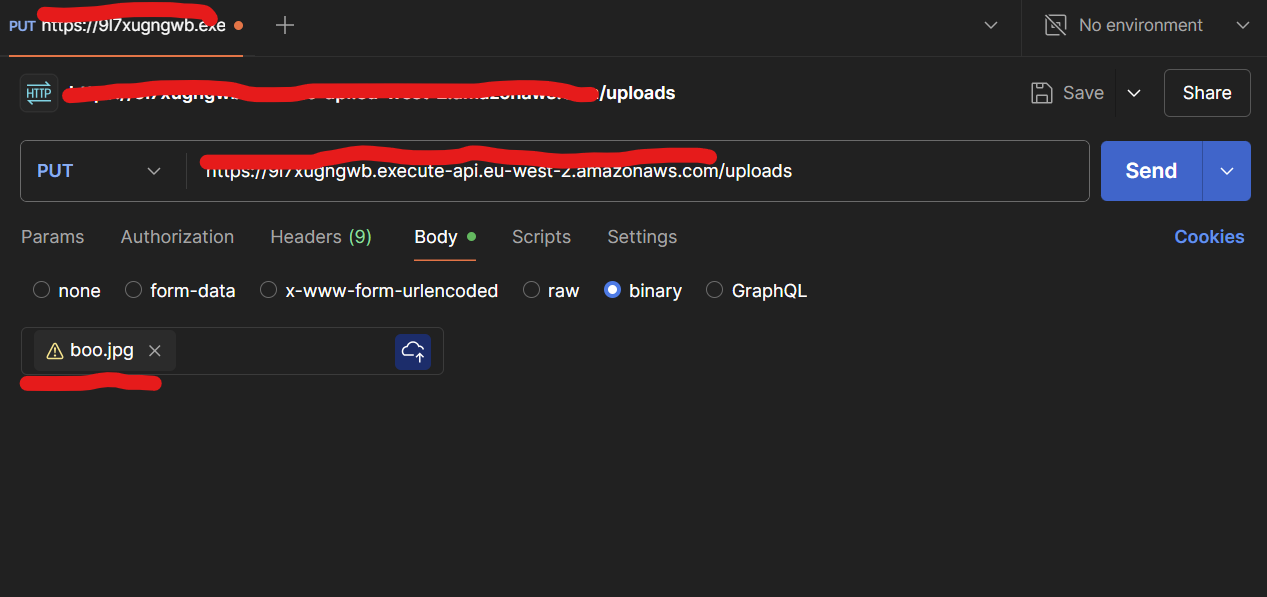 PUT https://9l7xugngwb.exe
No environment
HTTP /uploads
Save
Share
PUT
https://9l7xugngwb.execute-api.eu-west-2.amazonaws.com/uploads
Send
Params Authorization Headers (9) Body Scripts Settings Cookies
none form-data x-www-form-urlencoded raw binary GraphQL
boo.jpg